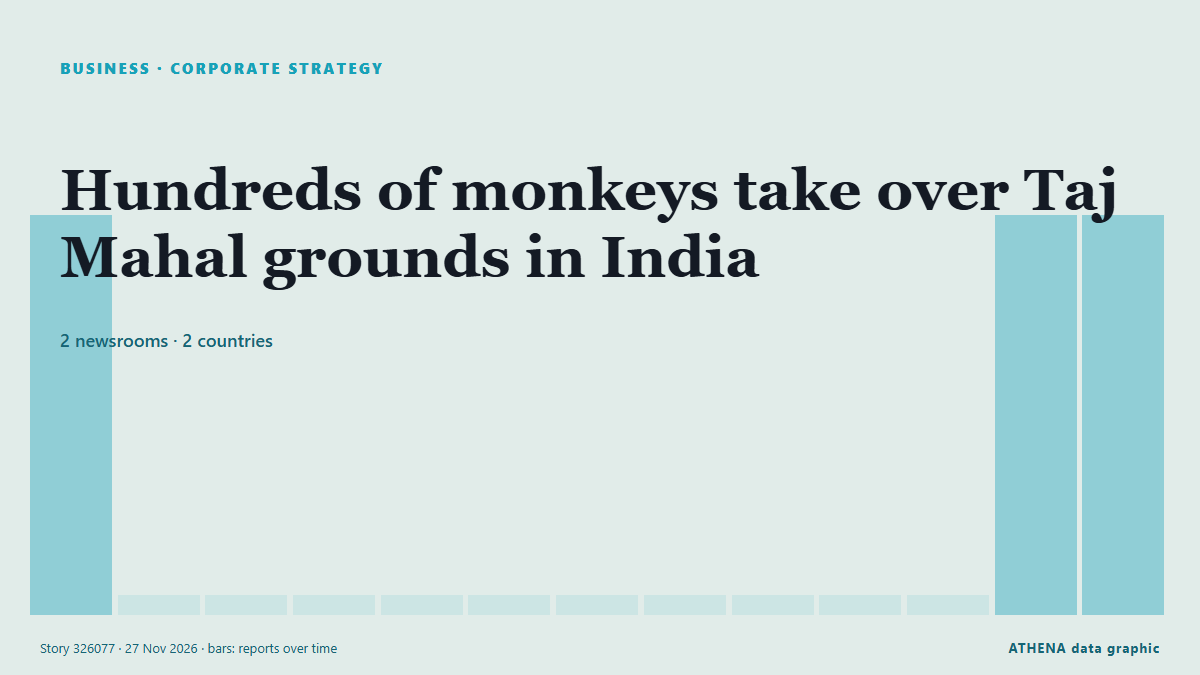 BUSINESS · CORPORATE STRATEGY
Hundreds of monkeys take over Taj
Mahal grounds in India
2 newsrooms · 2 countries
Story 326077 · 27 Nov 2026 · bars: reports over time
ATHENA data graphic